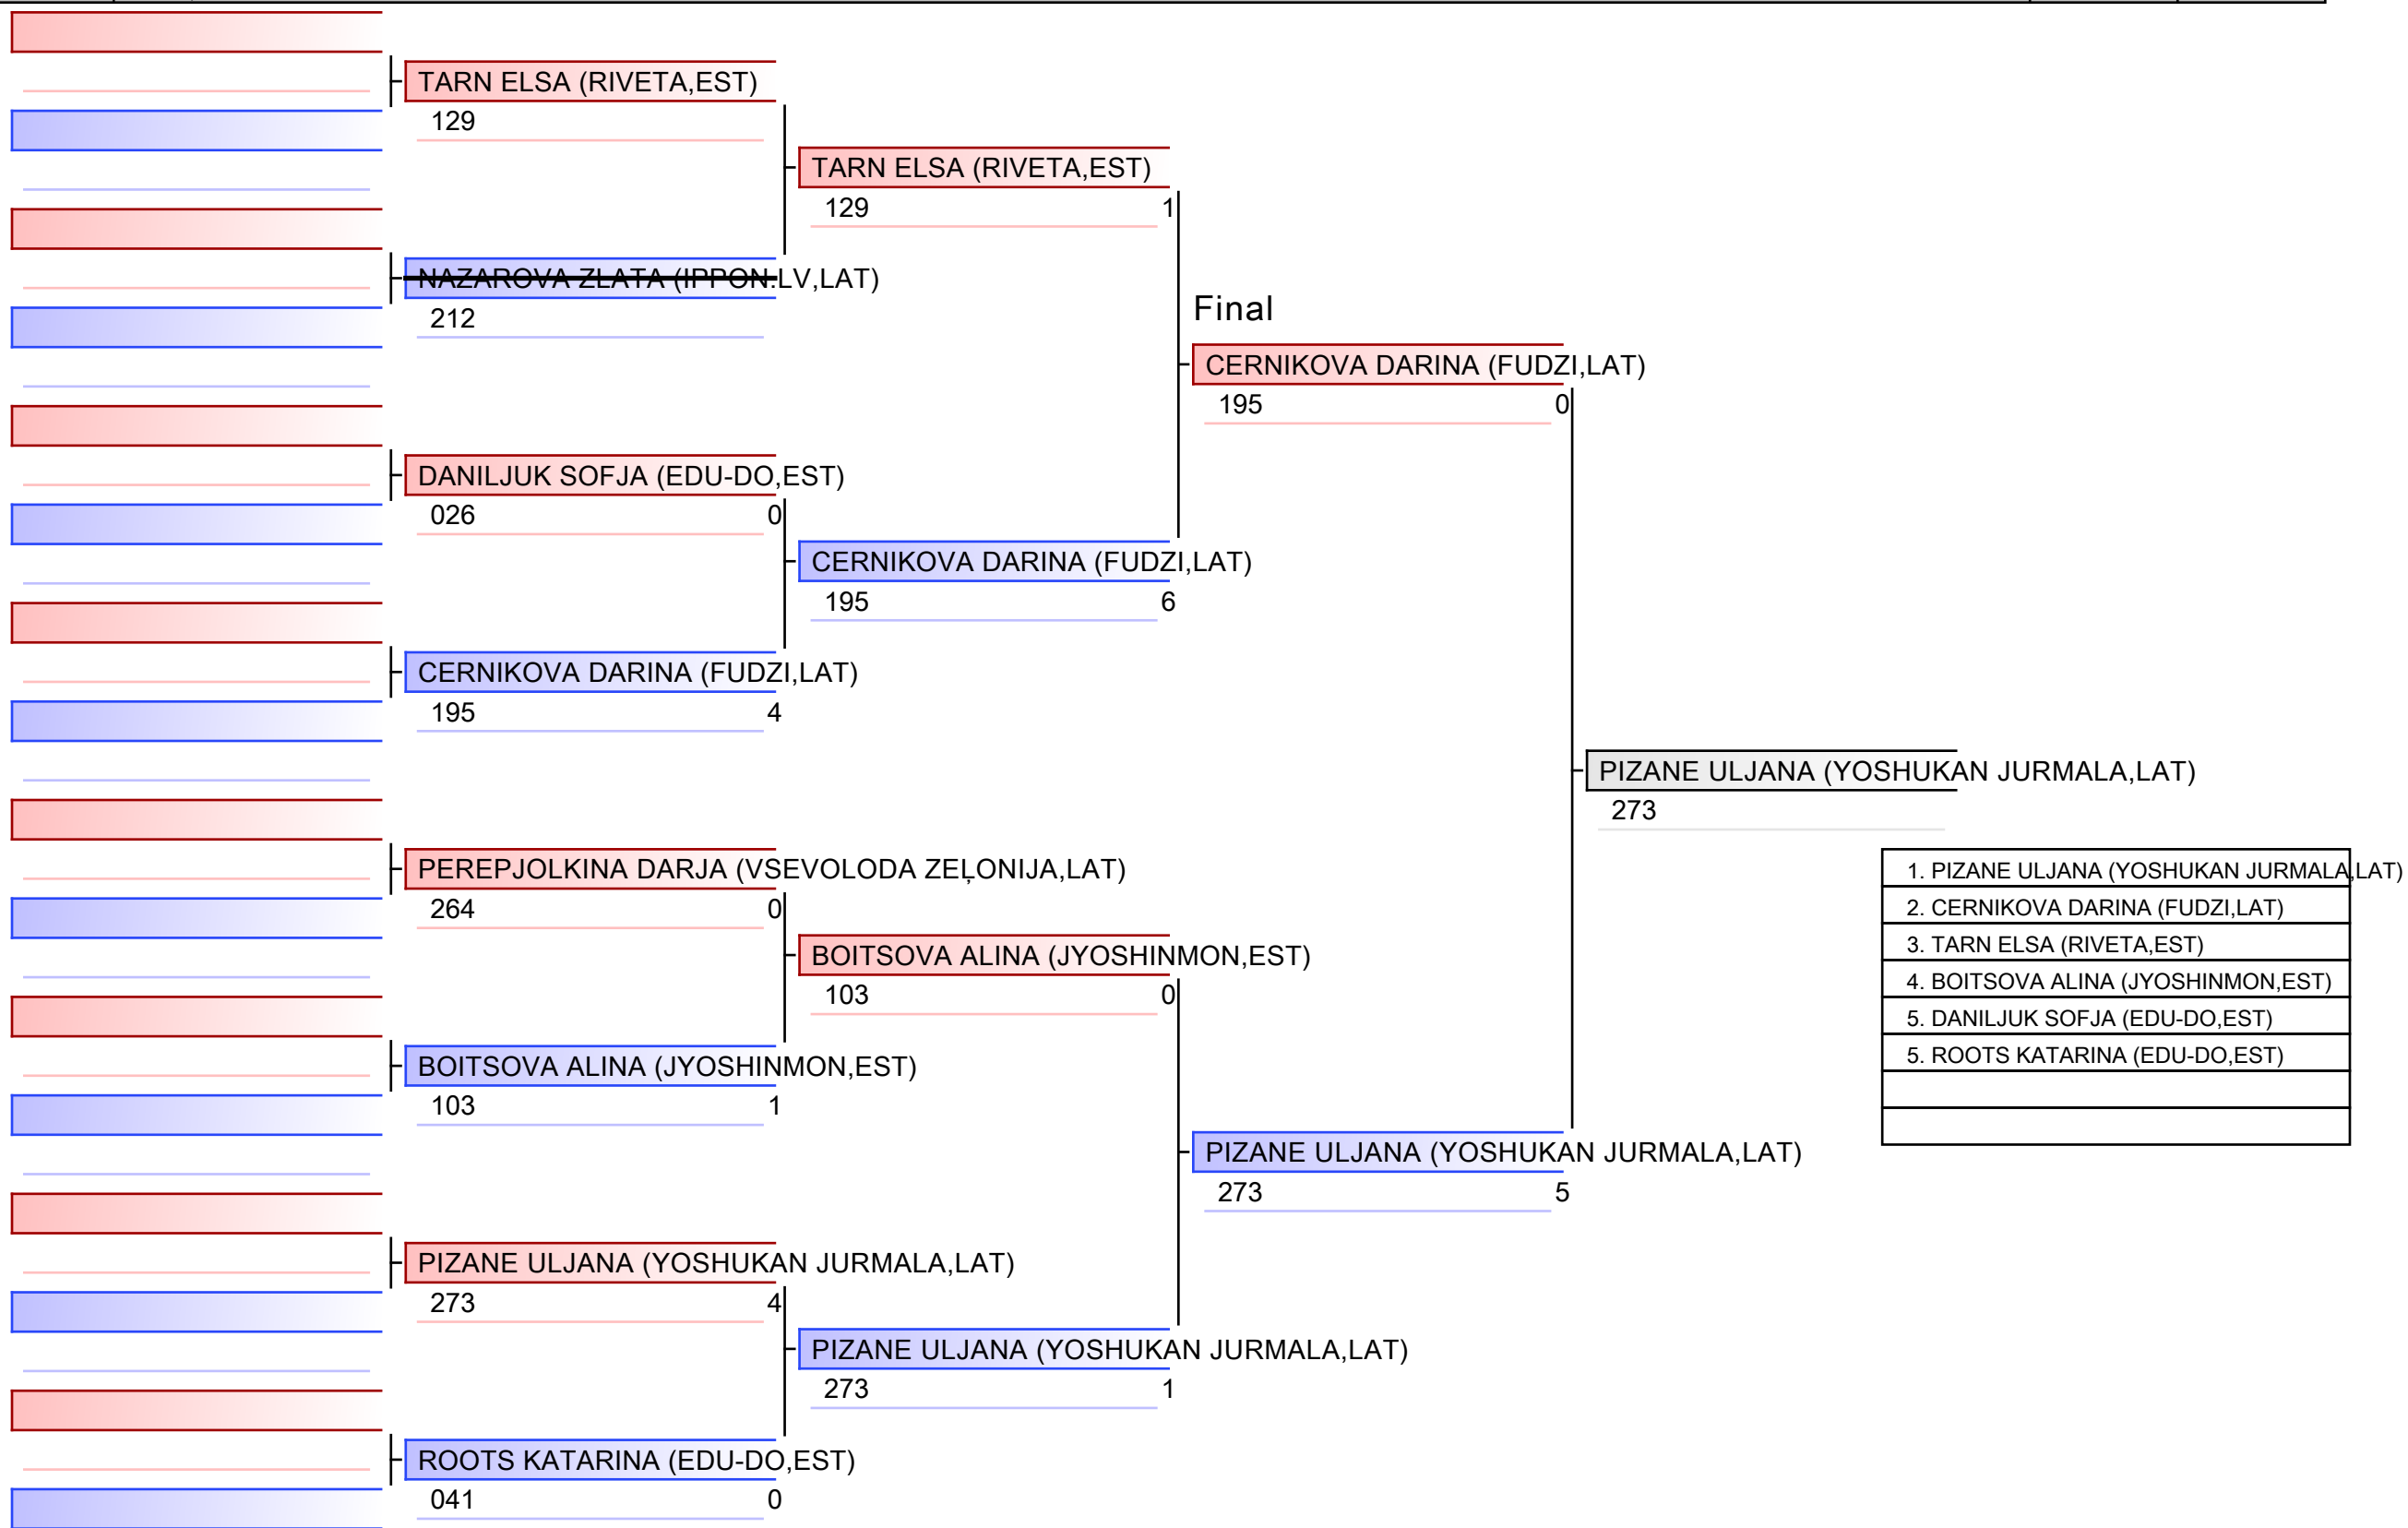 TARN ELSA (RIVETA,EST)
129
NAZAROVA ZLATA (IPPON.LV,LAT)
212
DANILJUK SOFJA (EDU-DO,EST)
026 0
CERNIKOVA DARINA (FUDZI,LAT)
195 4
PEREPJOLKINA DARJA (VSEVOLODA ZEĻONIJA,LAT)
264 0
BOITSOVA ALINA (JYOSHINMON,EST)
103 1
PIZANE ULJANA (YOSHUKAN JURMALA,LAT)
273 4
ROOTS KATARINA (EDU-DO,EST)
041 0
TARN ELSA (RIVETA,EST)
129 1
CERNIKOVA DARINA (FUDZI,LAT)
195 6
BOITSOVA ALINA (JYOSHINMON,EST)
103 0
PIZANE ULJANA (YOSHUKAN JURMALA,LAT)
273 1
Final
CERNIKOVA DARINA (FUDZI,LAT)
195 0
PIZANE ULJANA (YOSHUKAN JURMALA,LAT)
273 5
PIZANE ULJANA (YOSHUKAN JURMALA,LAT)
273
1. PIZANE ULJANA (YOSHUKAN JURMALA,LAT)
2. CERNIKOVA DARINA (FUDZI,LAT)
3. TARN ELSA (RIVETA,EST)
4. BOITSOVA ALINA (JYOSHINMON,EST)
5. DANILJUK SOFJA (EDU-DO,EST)
5. ROOTS KATARINA (EDU-DO,EST)